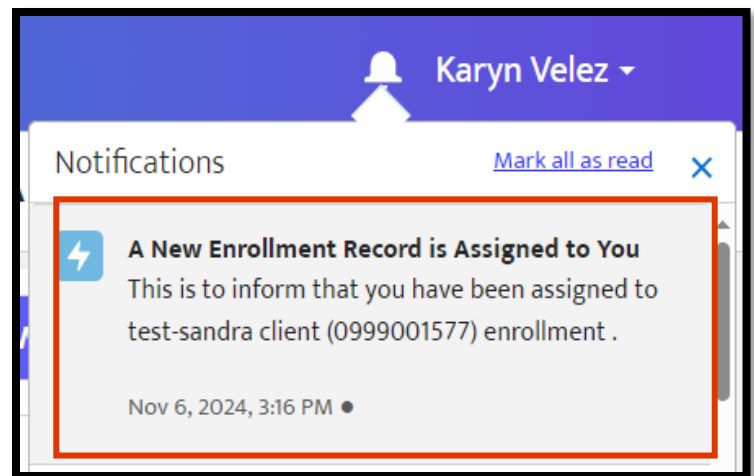 Karyn Velez
Notifications
Mark all as read
A New Enrollment Record is Assigned to You
This is to inform that you have been assigned to
test-sandra client (0999001577) enrollment .
Nov 6, 2024, 3:16 PM